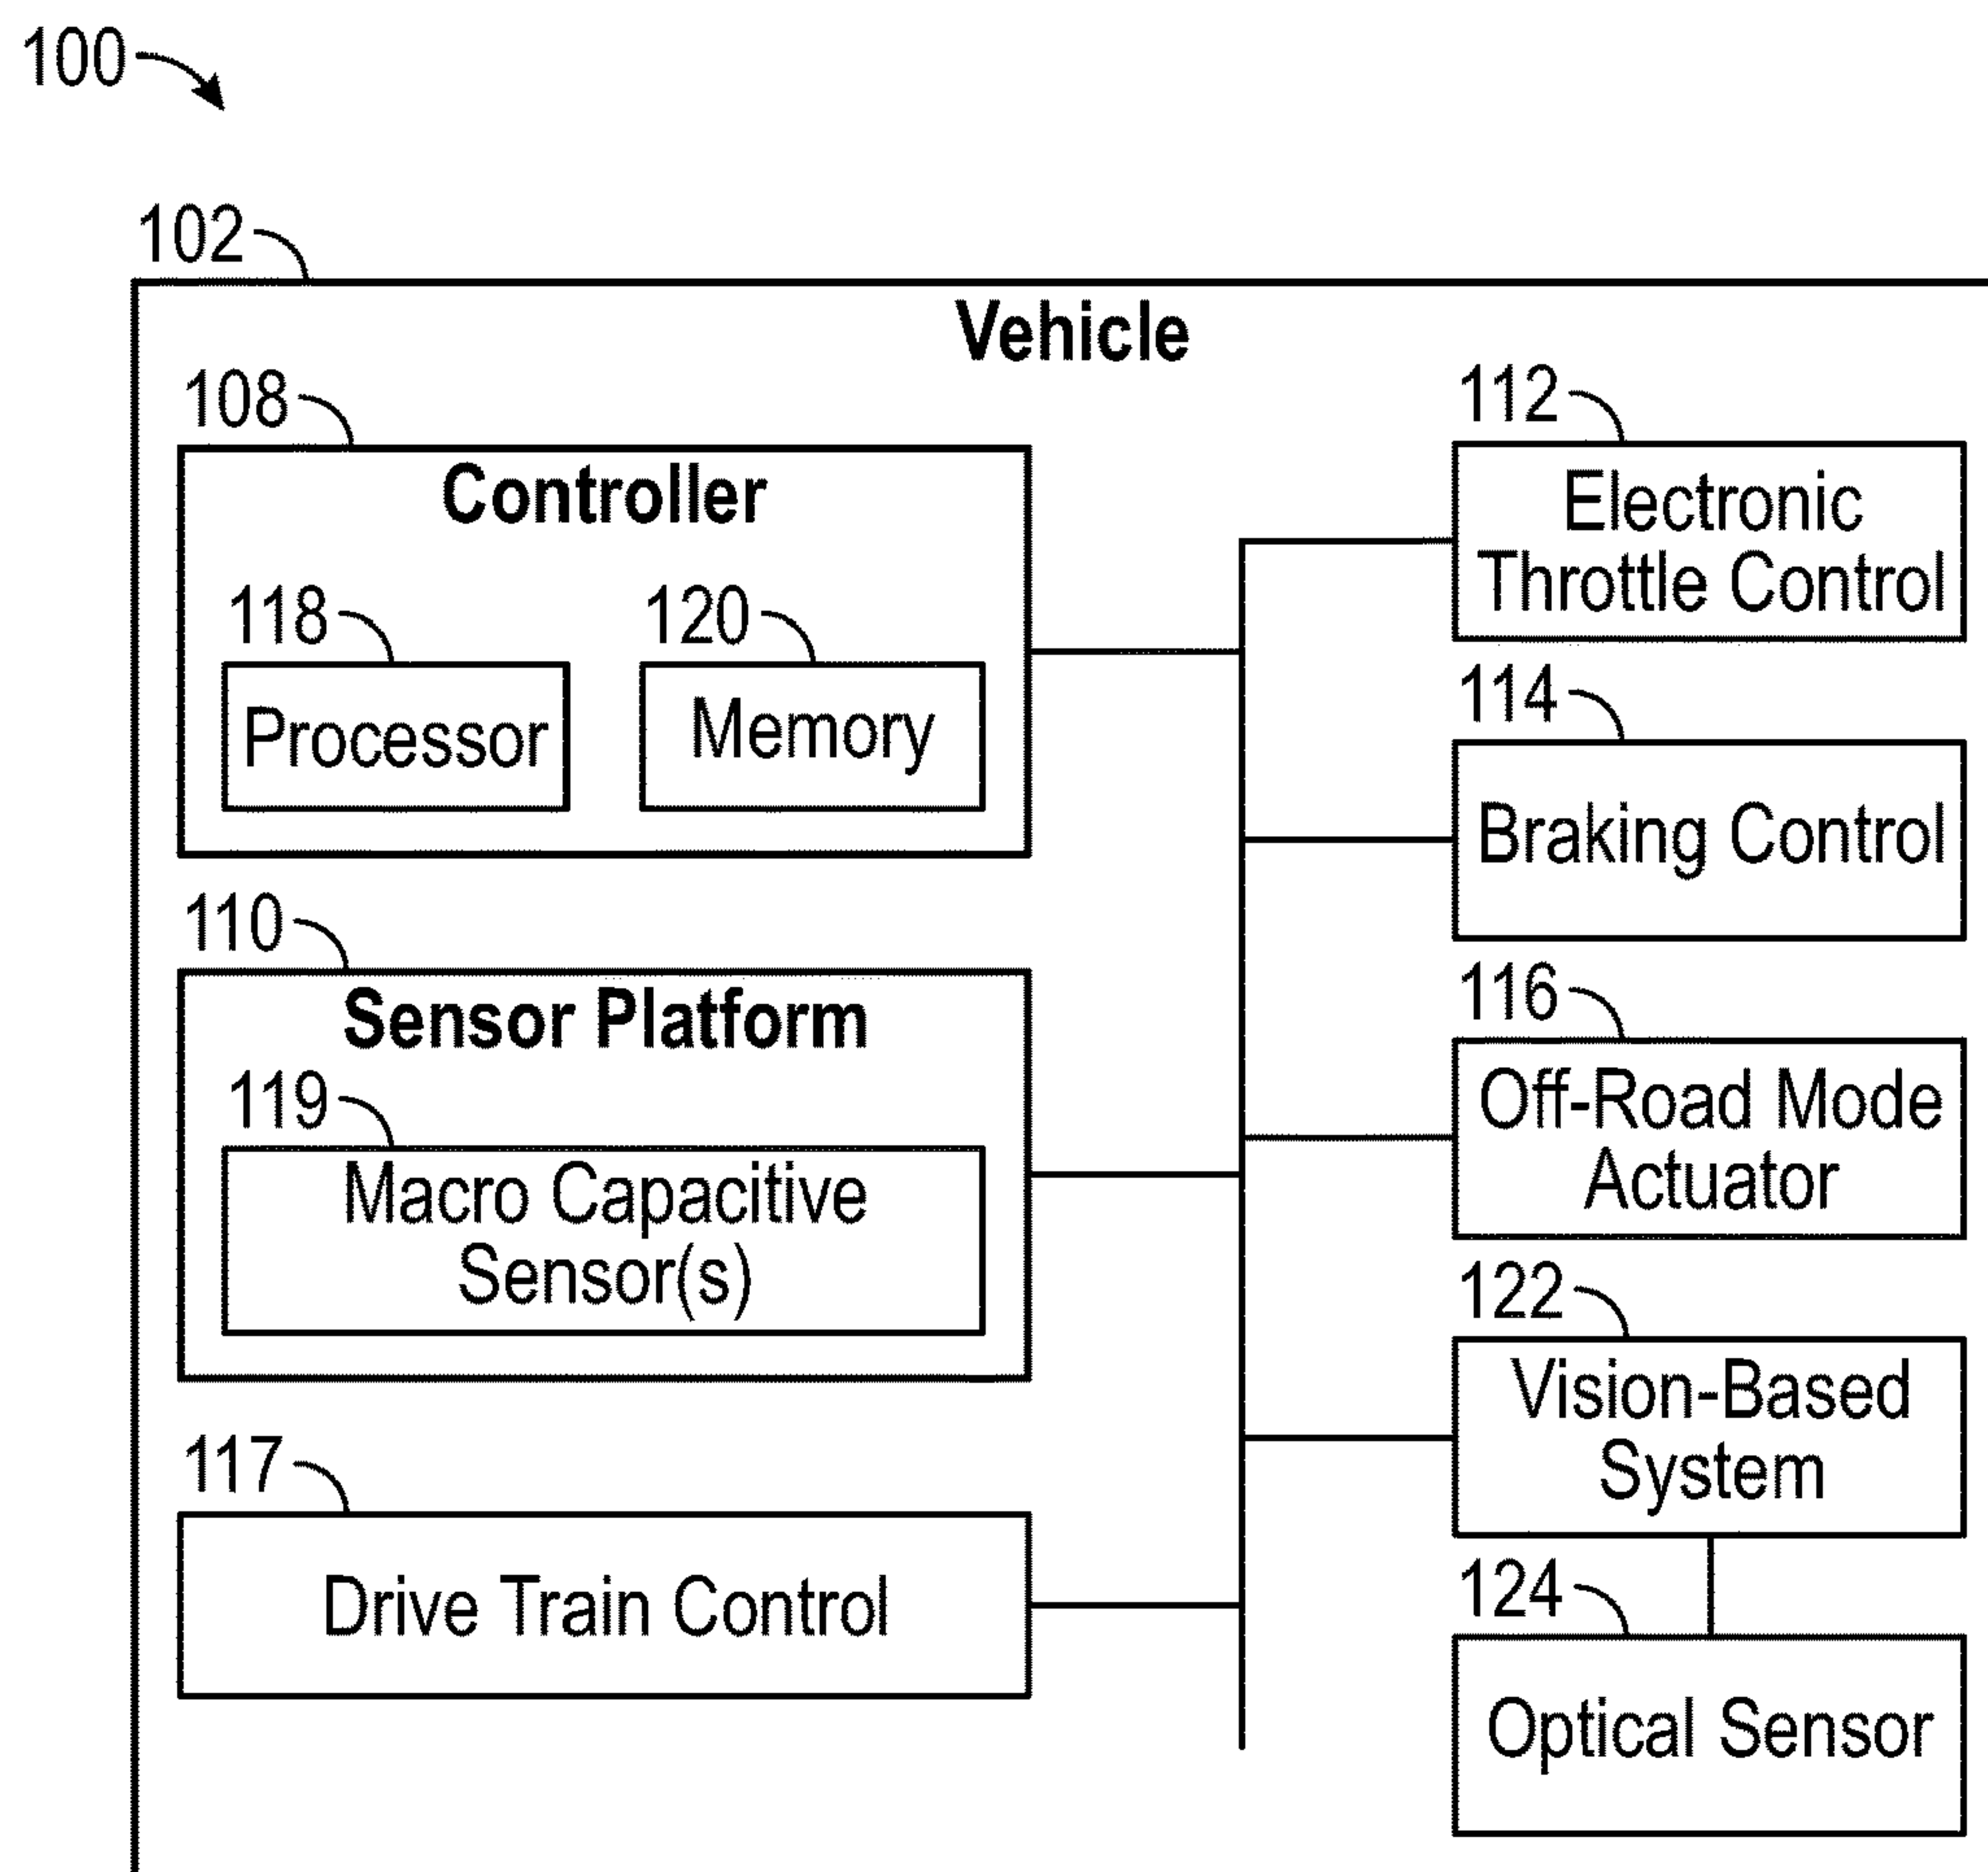 100
102
Vehicle
108
Controller
118
Processor
120
Memory
110
Sensor Platform
119
Macro Capacitive
Sensor(s)
117
Drive Train Control
112
Electronic
Throttle Control
114
Braking Control
116
Off-Road Mode
Actuator
122
Vision-Based
System
124
Optical Sensor